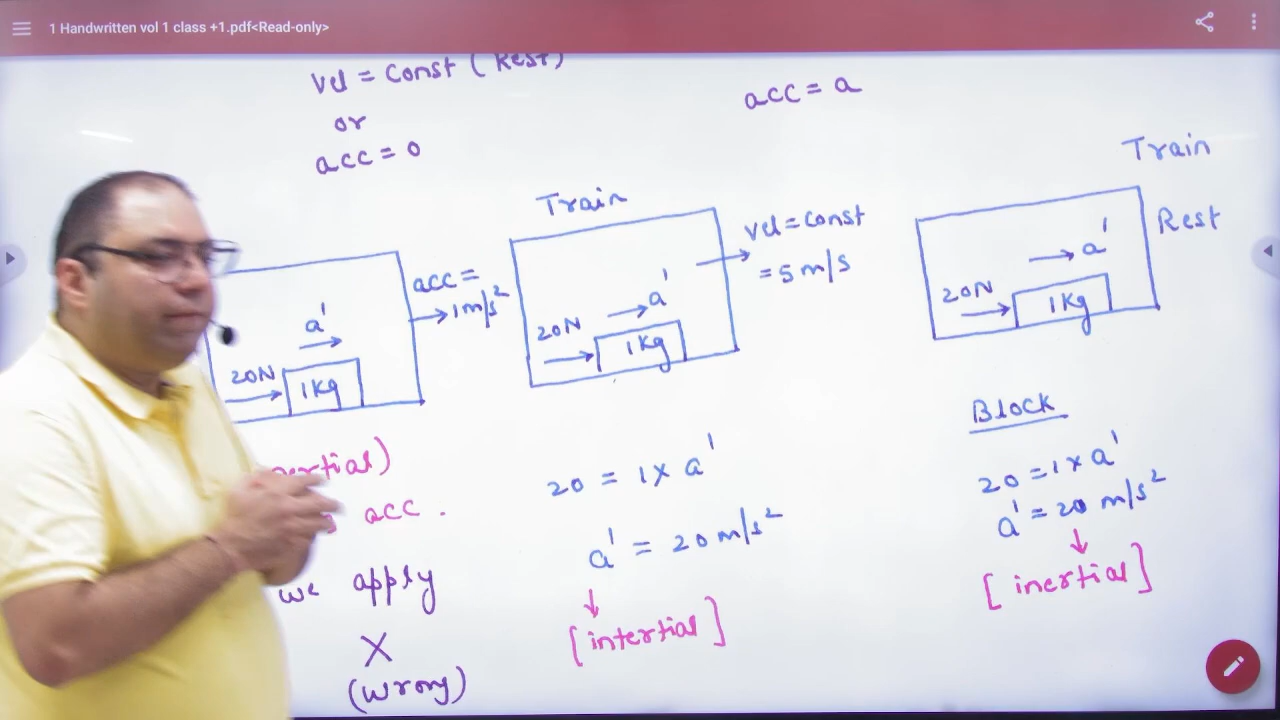 1 Handwritten vol 1 class +1.pdf<Read-only>
Vel = Const (Rest)
or
acc = 0
acc = a
acc =
1 m/s²
a'
20N
1Kg
we apply
X
(wrong)
acc .
Train
vel = Const
= 5 m/s
a'
20N
1Kg
20 = 1 x a'
a' = 20 m/s²
↓
[intertial]
Train
Rest
a'
20N
1Kg
Block
20 = 1 x a'
a' = 20 m/s²
↓
[inertial]